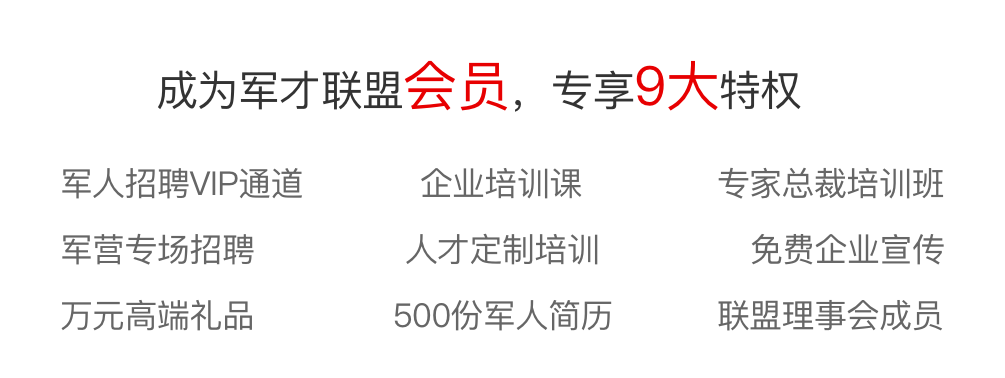 成为军才联盟会员，专享9大特权
军人招聘VIP通道 企业培训课 专家总裁培训班
军营专场招聘 人才定制培训 免费企业宣传
万元高端礼品 500份军人简历 联盟理事会成员